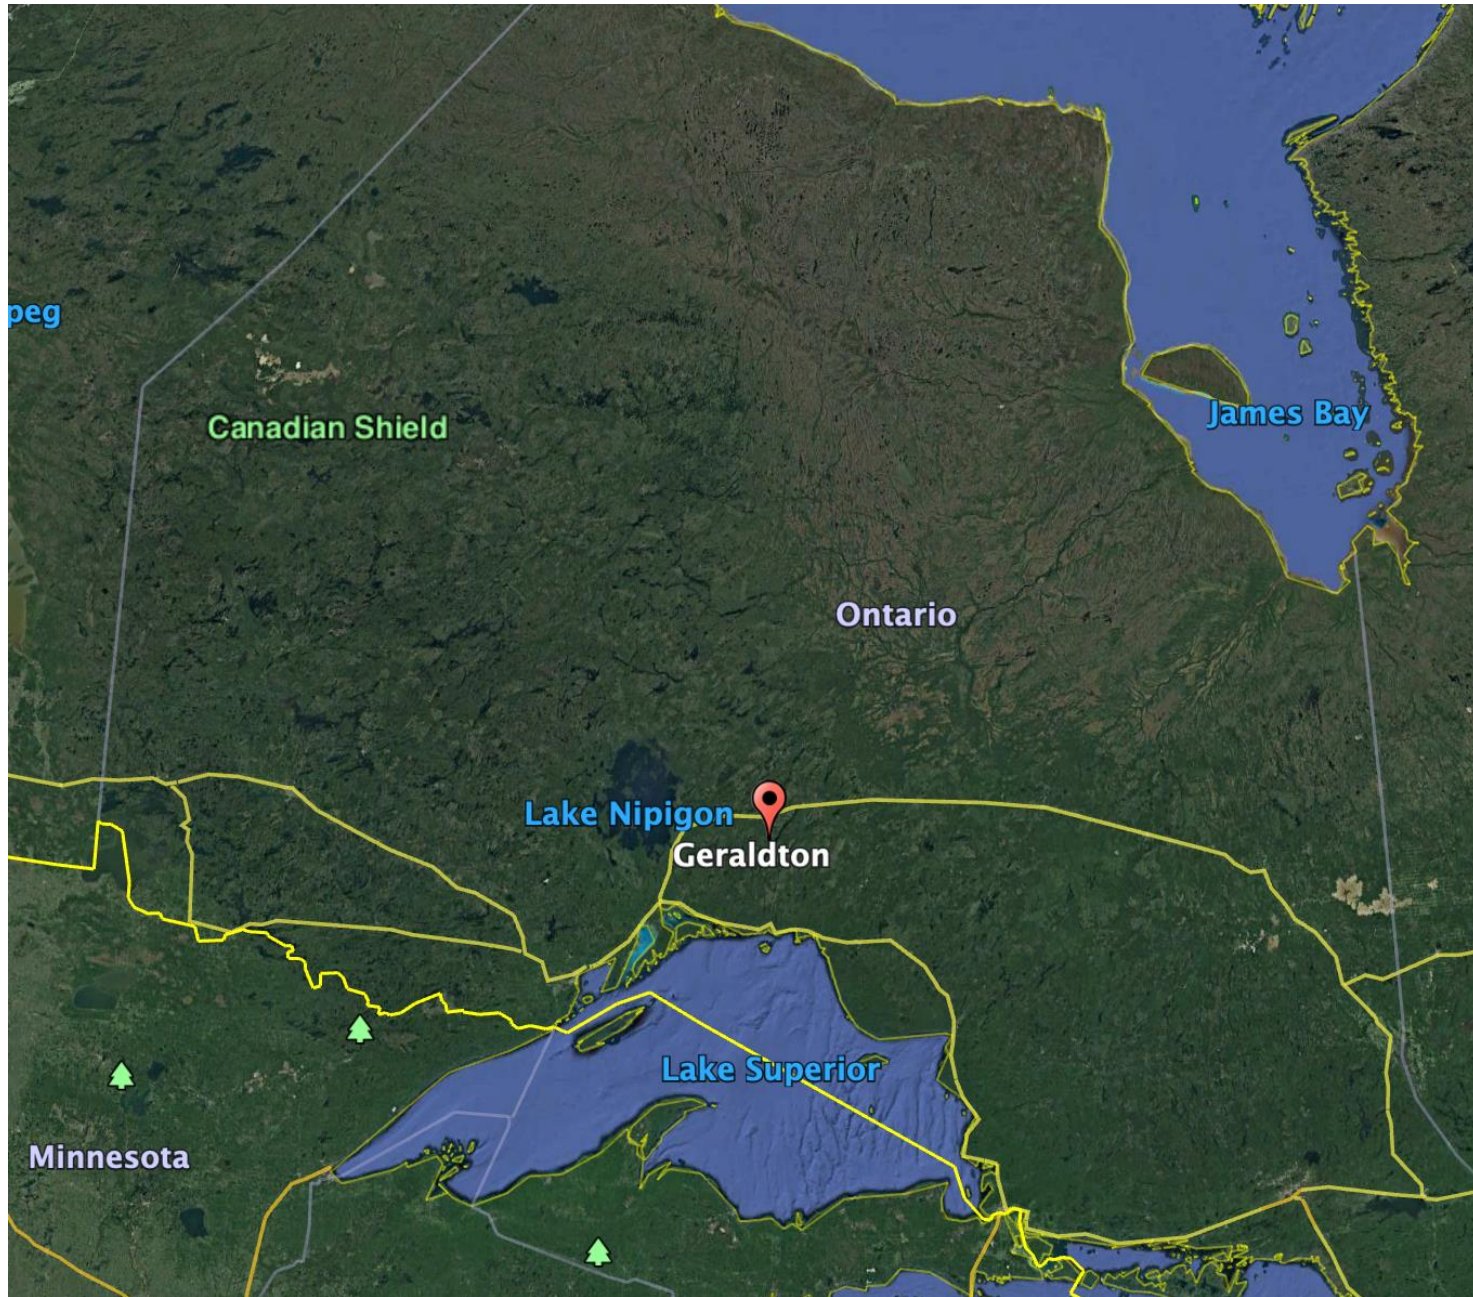 peg
Canadian Shield
James Bay
Ontario
Lake Nipigon
Geraldton
Lake Superior
Minnesota